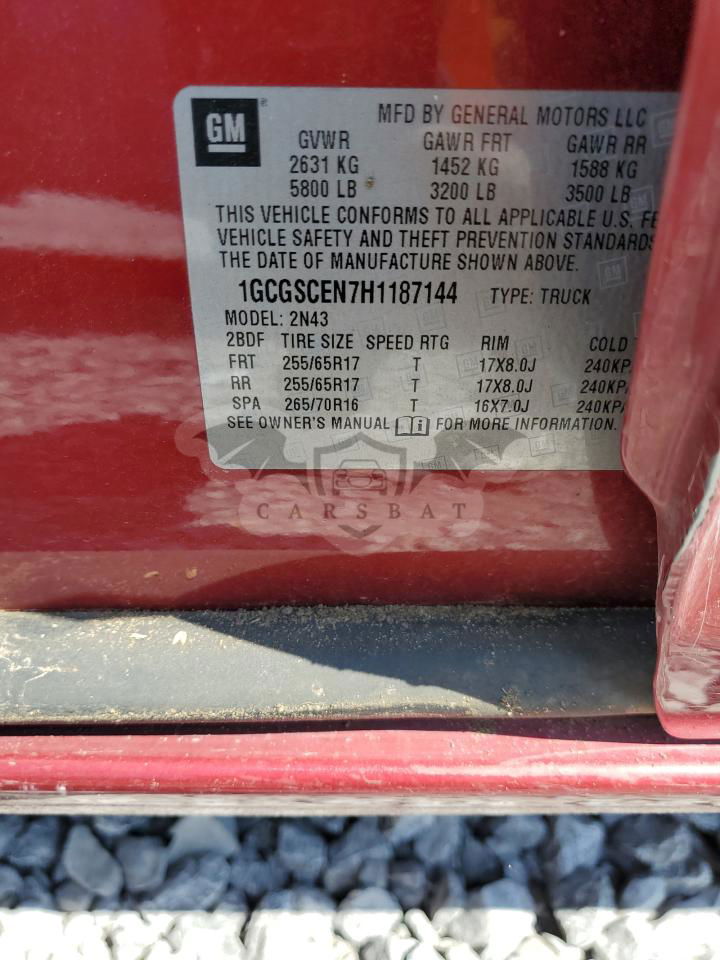 GM®
MFD BY GENERAL MOTORS LLC
GVWR GAWR FRT GAWR RR
2631 KG 1452 KG 1588 KG
5800 LB 3200 LB 3500 LB
THIS VEHICLE CONFORMS TO ALL APPLICABLE U.S. FE
VEHICLE SAFETY AND THEFT PREVENTION STANDARDS
THE DATE OF MANUFACTURE SHOWN ABOVE.
1GCGSCEN7H1187144 TYPE: TRUCK
MODEL: 2N43
2BDF TIRE SIZE SPEED RTG RIM COLD T
FRT 255/65R17 T 17X8.0J 240KPA
RR 255/65R17 T 17X8.0J 240KPA
SPA 265/70R16 T 16X7.0J 240KPA
SEE OWNER'S MANUAL FOR MORE INFORMATION.
CARSBAT